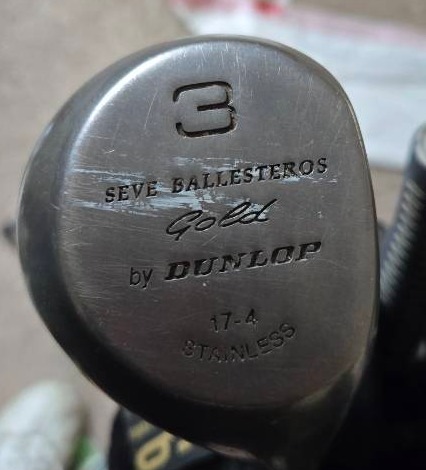 3
SEVE BALLESTEROS
Gold
by DUNLOP
17-4
STAINLESS